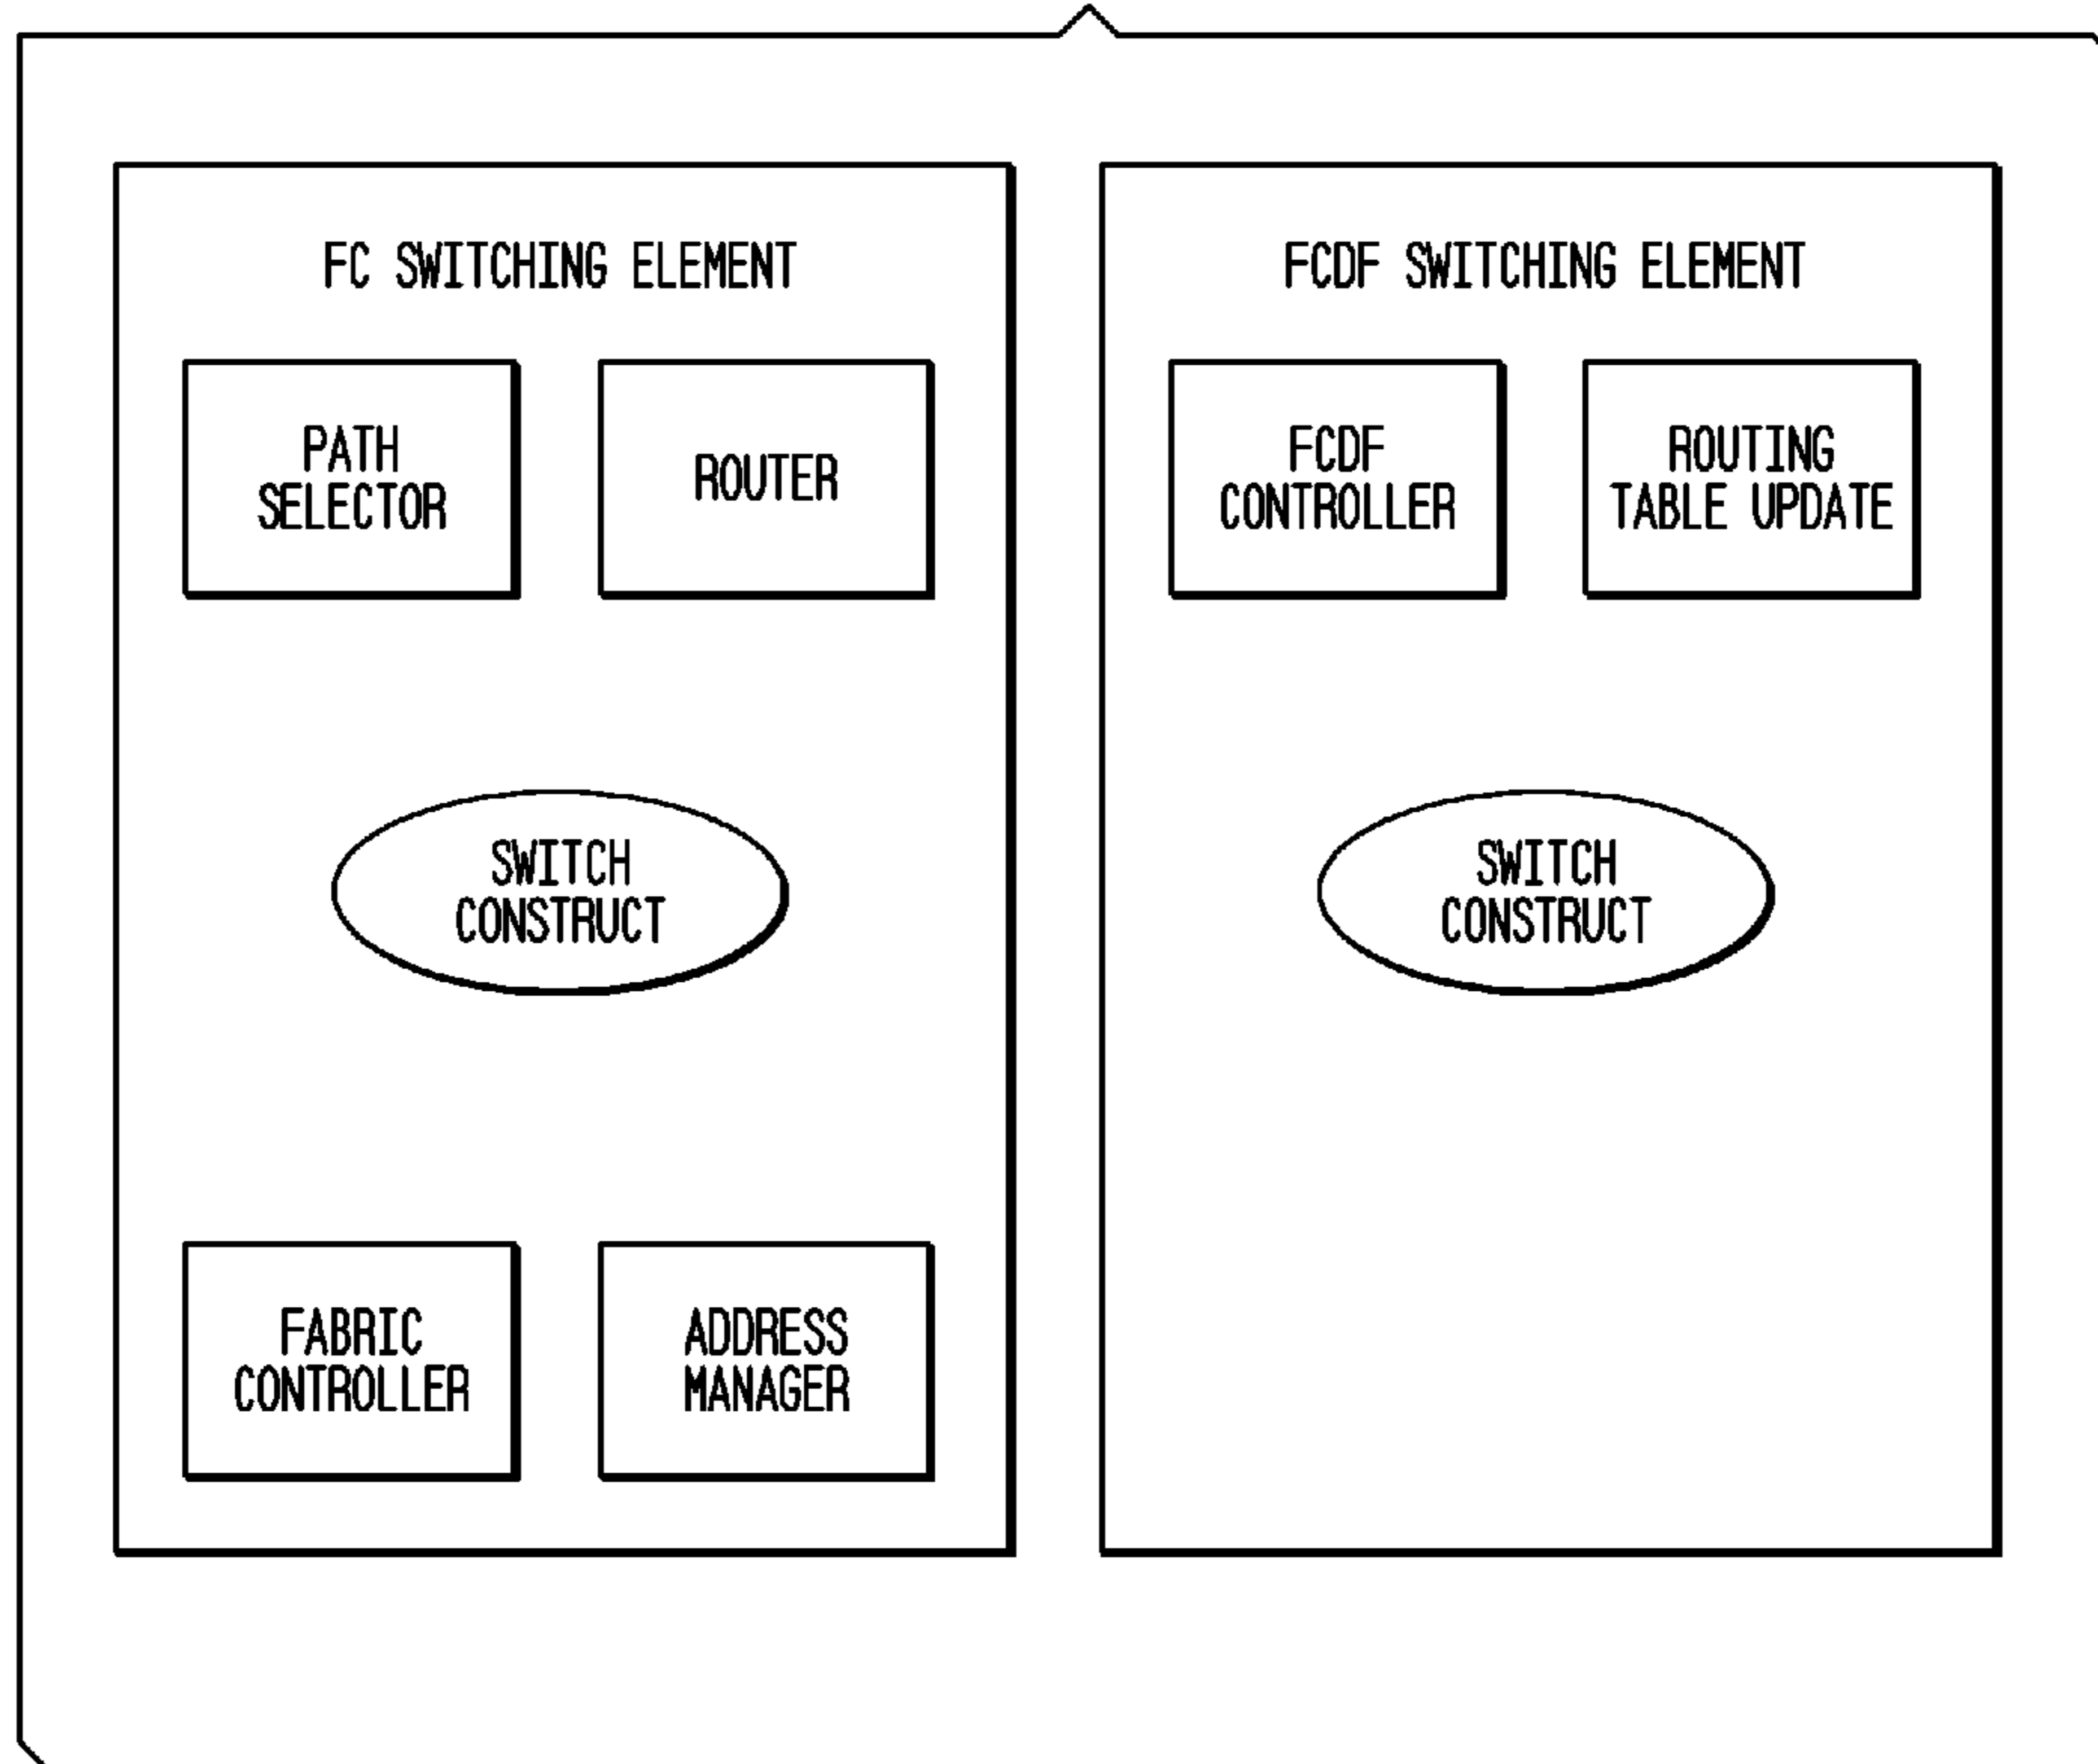 FC SWITCHING ELEMENT
PATH
SELECTOR
ROUTER
SWITCH
CONSTRUCT
FABRIC
CONTROLLER
ADDRESS
MANAGER
FCDF SWITCHING ELEMENT
FCDF
CONTROLLER
ROUTING
TABLE UPDATE
SWITCH
CONSTRUCT